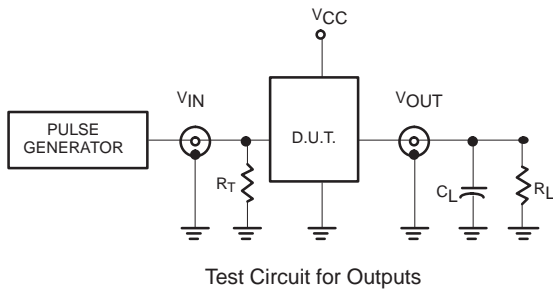 VCC
VIN
VOUT
PULSE
GENERATOR
D.U.T.
RT
CL
RL
Test Circuit for Outputs